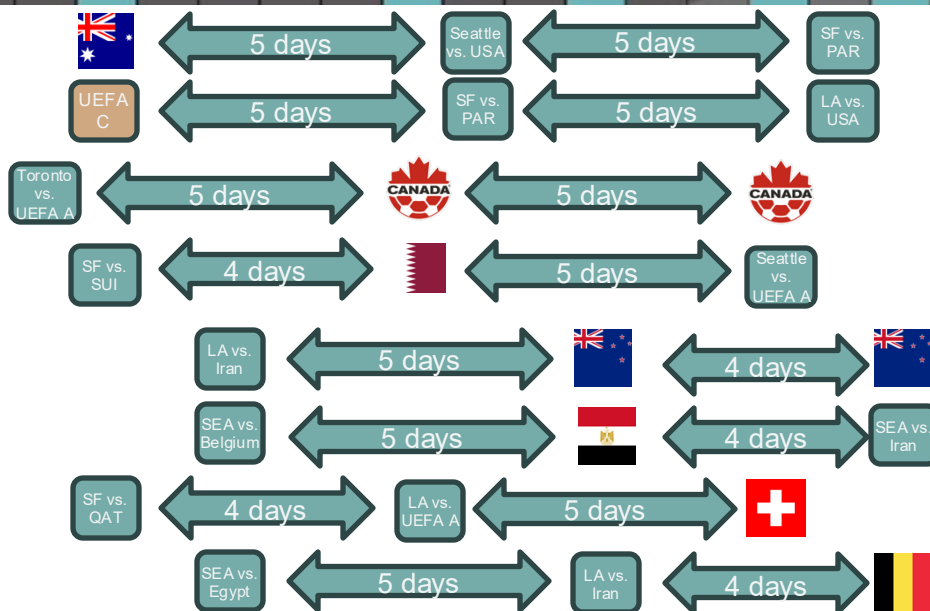 5 days
Seattle
vs. USA
5 days
SF vs.
PAR
UEFA
C
5 days
SF vs.
PAR
5 days
LA vs.
USA
Toronto
vs.
UEFA A
5 days
CANADA
5 days
CANADA
SF vs.
SUI
4 days
5 days
Seattle
vs.
UEFA A
LA vs.
Iran
5 days
4 days
SEA vs.
Belgium
5 days
4 days
SEA vs.
Iran
SF vs.
QAT
4 days
LA vs.
UEFA A
5 days
SEA vs.
Egypt
5 days
LA vs.
Iran
4 days